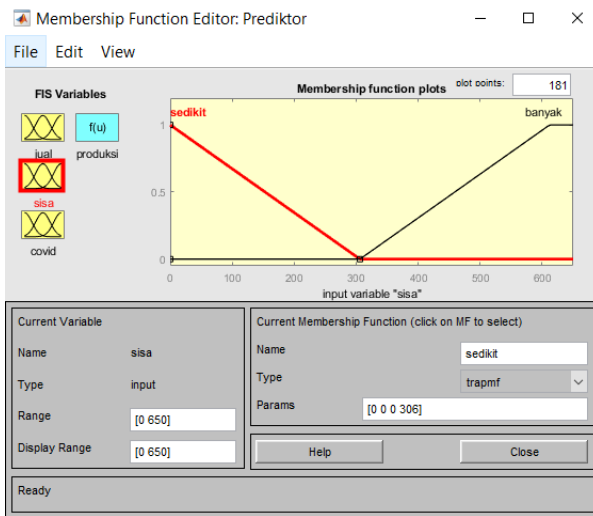 Membership Function Editor: Prediktor
File Edit View
FIS Variables
Membership function plots plot points: 181
f(u)
jual produksi
sisa
covid
sedikit banyak
1
0.5
0
0 100 200 300 400 500 600
input variable "sisa"
Current Variable
Name sisa
Type input
Range [0 650]
Display Range [0 650]
Current Membership Function (click on MF to select)
Name sedikit
Type trapmf
Params [0 0 0 306]
Help Close
Ready